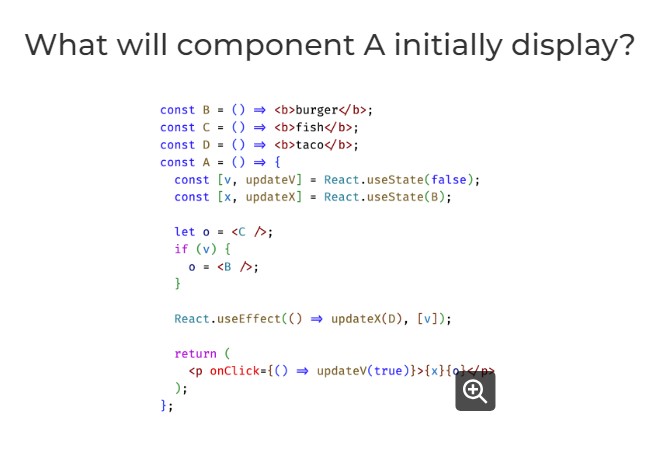 What will component A initially display?
const B = () => <b>burger</b>;
const C = () => <b>fish</b>;
const D = () => <b>taco</b>;
const A = () => {
const [v, updateV] = React.useState(false);
const [x, updateX] = React.useState(B);
let o = <C />;
if (v) {
o = <B />;
}
React.useEffect(() => updateX(D), [v]);
return (
<p onClick={() => updateV(true)}>{x}{o}</p>
);
};